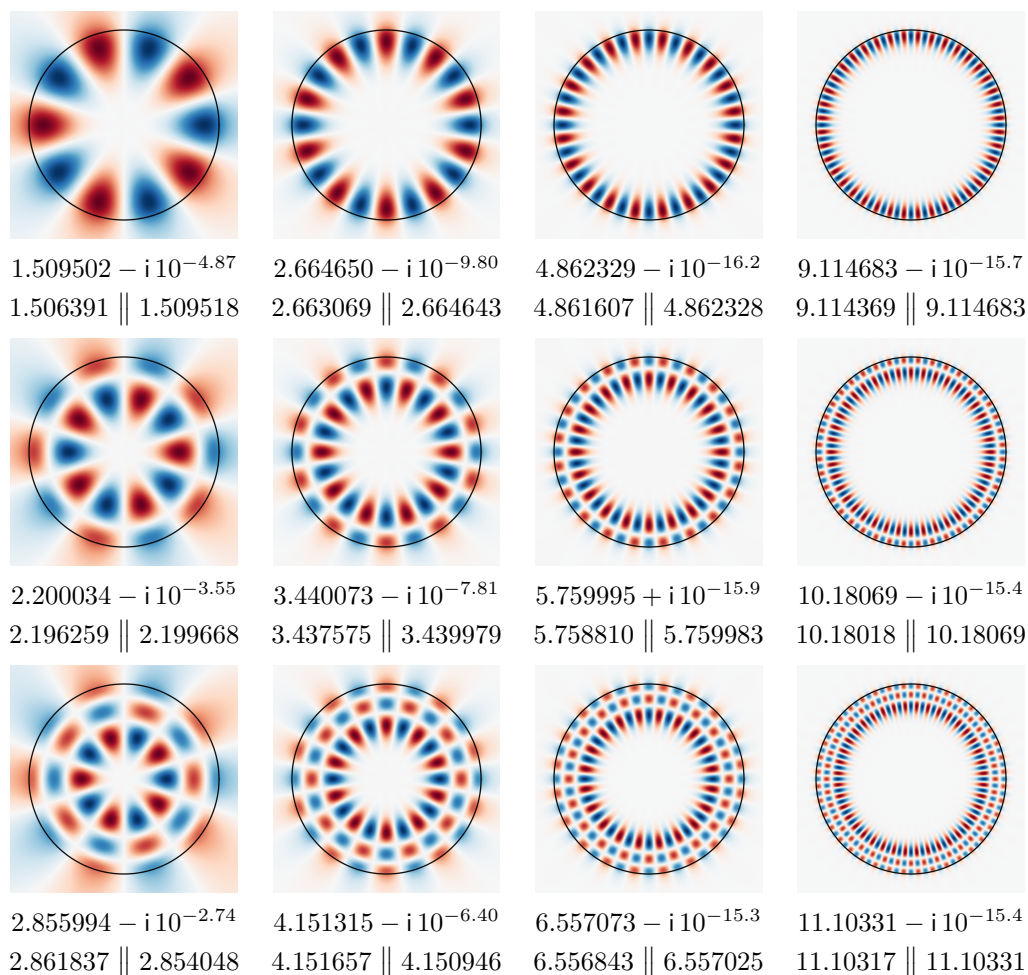 1.509502 − i 10^−4.87 2.664650 − i 10^−9.80 4.862329 − i 10^−16.2 9.114683 − i 10^−15.7
1.506391 ‖ 1.509518 2.663069 ‖ 2.664643 4.861607 ‖ 4.862328 9.114369 ‖ 9.114683
2.200034 − i 10^−3.55 3.440073 − i 10^−7.81 5.759995 + i 10^−15.9 10.18069 − i 10^−15.4
2.196259 ‖ 2.199668 3.437575 ‖ 3.439979 5.758810 ‖ 5.759983 10.18018 ‖ 10.18069
2.855994 − i 10^−2.74 4.151315 − i 10^−6.40 6.557073 − i 10^−15.3 11.10331 − i 10^−15.4
2.861837 ‖ 2.854048 4.151657 ‖ 4.150946 6.556843 ‖ 6.557025 11.10317 ‖ 11.10331